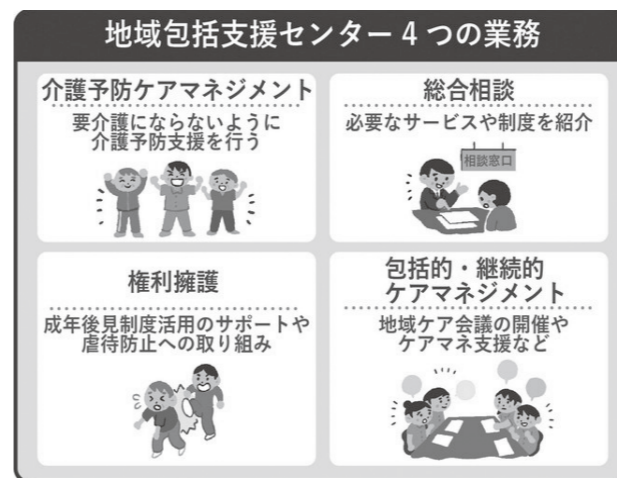 地域包括支援センター4つの業務
介護予防ケアマネジメント
要介護にならないように
介護予防支援を行う
総合相談
必要なサービスや制度を紹介
相談窓口
権利擁護
成年後見制度活用のサポートや
虐待防止への取り組み
包括的・継続的
ケアマネジメント
地域ケア会議の開催や
ケアマネ支援など